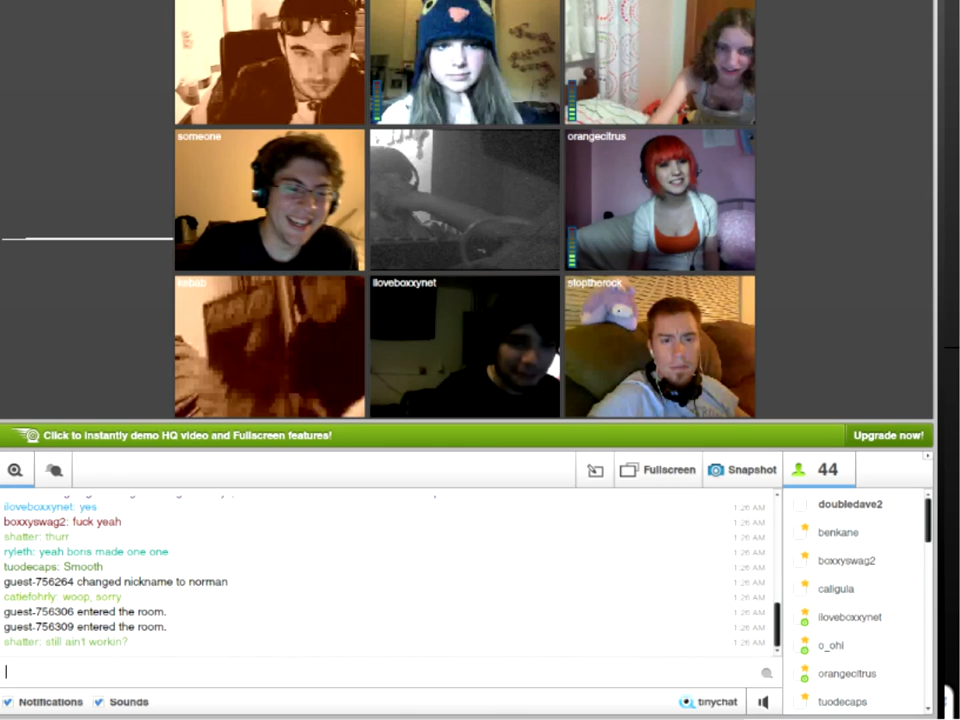 someone
orangecitrus
kebab
iloveboxxynet
stoptherock
Click to instantly demo HQ video and Fullscreen features!
Upgrade now!
Fullscreen
Snapshot
44
iloveboxxynet: yes 1:26 AM
boxxyswag2: fuck yeah 1:26 AM
shatter: thurr 1:26 AM
ryleth: yeah boris made one one 1:26 AM
tuodecaps: Smooth 1:26 AM
guest-756264 changed nickname to norman 1:26 AM
catiefohrly: woop, sorry 1:26 AM
guest-756306 entered the room. 1:26 AM
guest-756309 entered the room. 1:26 AM
shatter: still ain't workin? 1:26 AM
doubledave2
benkane
boxxyswag2
caligula
iloveboxxynet
o_ohi
orangecitrus
tuodecaps
Notifications
Sounds
tinychat